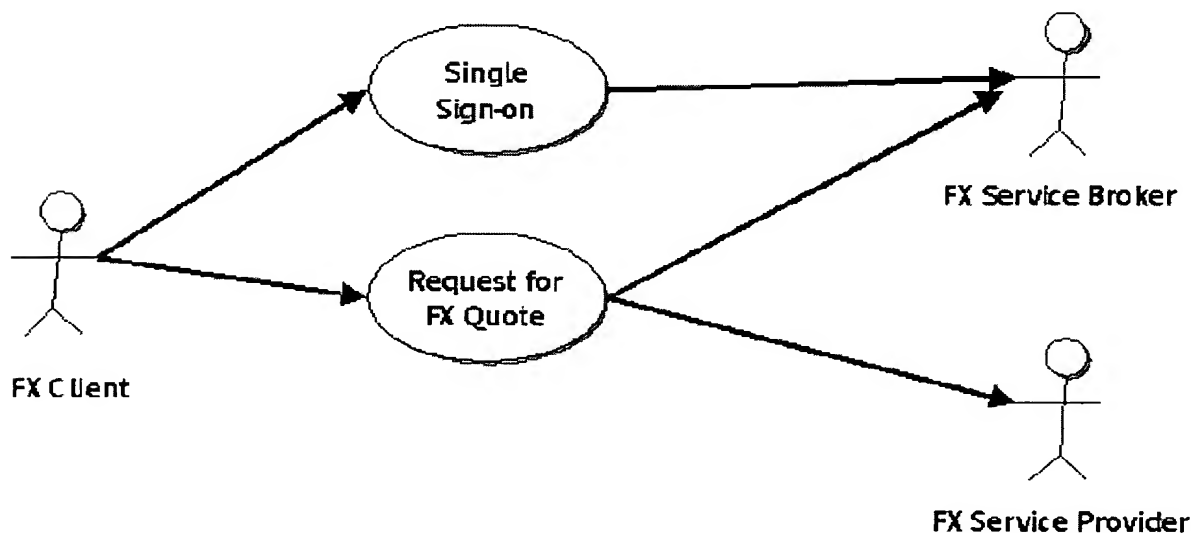 Single
Sign-on
FX Service Broker
Request for
FX Quote
FX Client
FX Service Provider